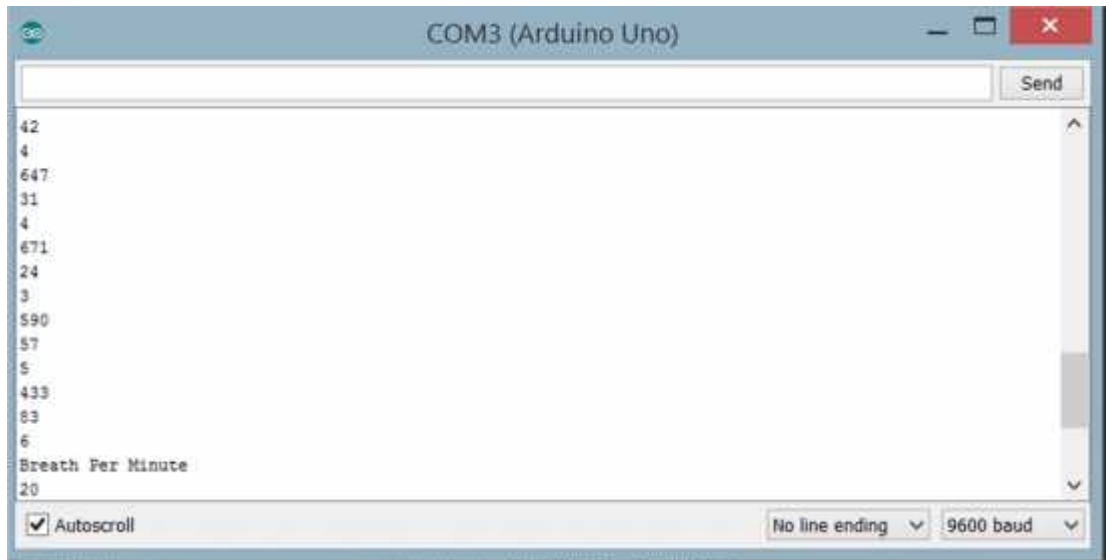 COM3 (Arduino Uno)
Send
42
4
647
31
4
671
24
3
590
57
5
433
83
6
Breath Per Minute
20
Autoscroll
No line ending
9600 baud